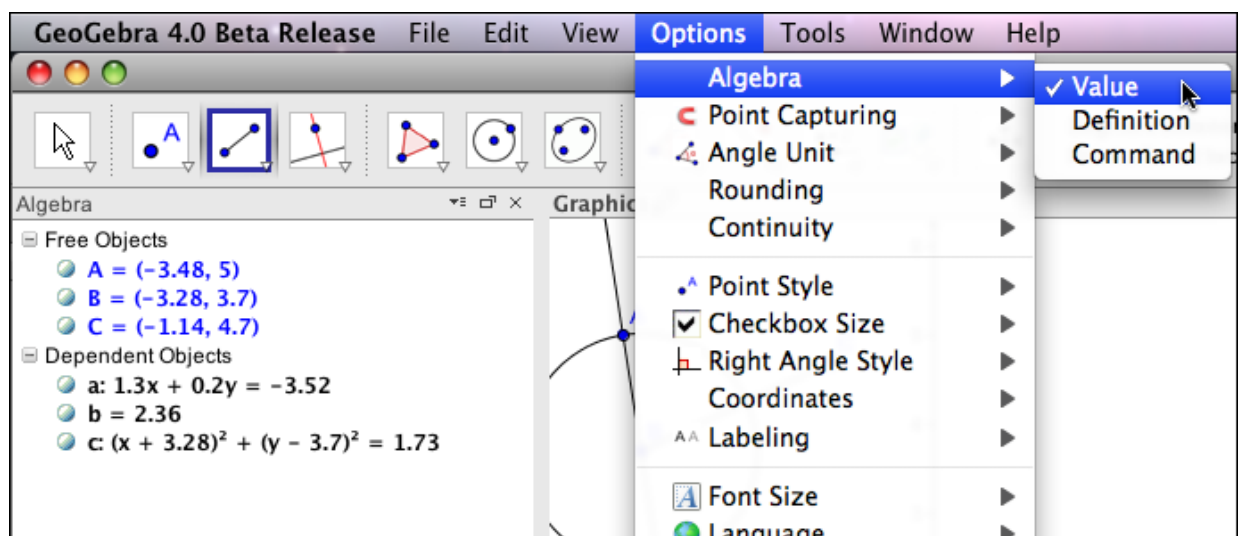 GeoGebra 4.0 Beta Release File Edit View Options Tools Window Help
Algebra
Value
Point Capturing
Definition
Angle Unit
Command
Rounding
Continuity
Point Style
Checkbox Size
Right Angle Style
Coordinates
AA Labeling
A Font Size
Language
A
Algebra
Graphic
Free Objects
A = (-3.48, 5)
B = (-3.28, 3.7)
C = (-1.14, 4.7)
Dependent Objects
a: 1.3x + 0.2y = -3.52
b = 2.36
c: (x + 3.28)² + (y - 3.7)² = 1.73